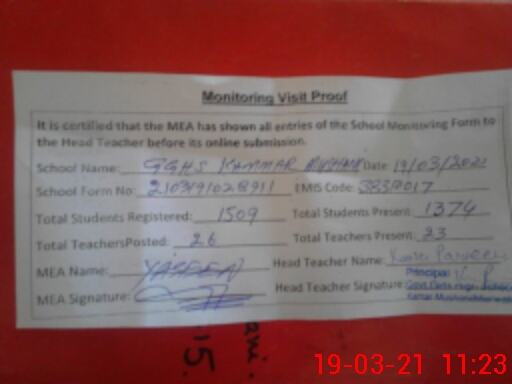 Monitoring Visit Proof
It is certified that the MEA has shown all entries of the School Monitoring Form to
the Head Teacher before its online submission.
School Name: GGHS KAMMAR Date 19/03/2021
School Form No: EMIS Code:
Total Students Registered: 1509 Total Students Present: 1374
Total TeachersPosted: 26 Total Teachers Present: 23
MEA Name: YASEEN Head Teacher Name:
MEA Signature: Head Teacher Signature:
Principal
15.
19-03-21 11:23